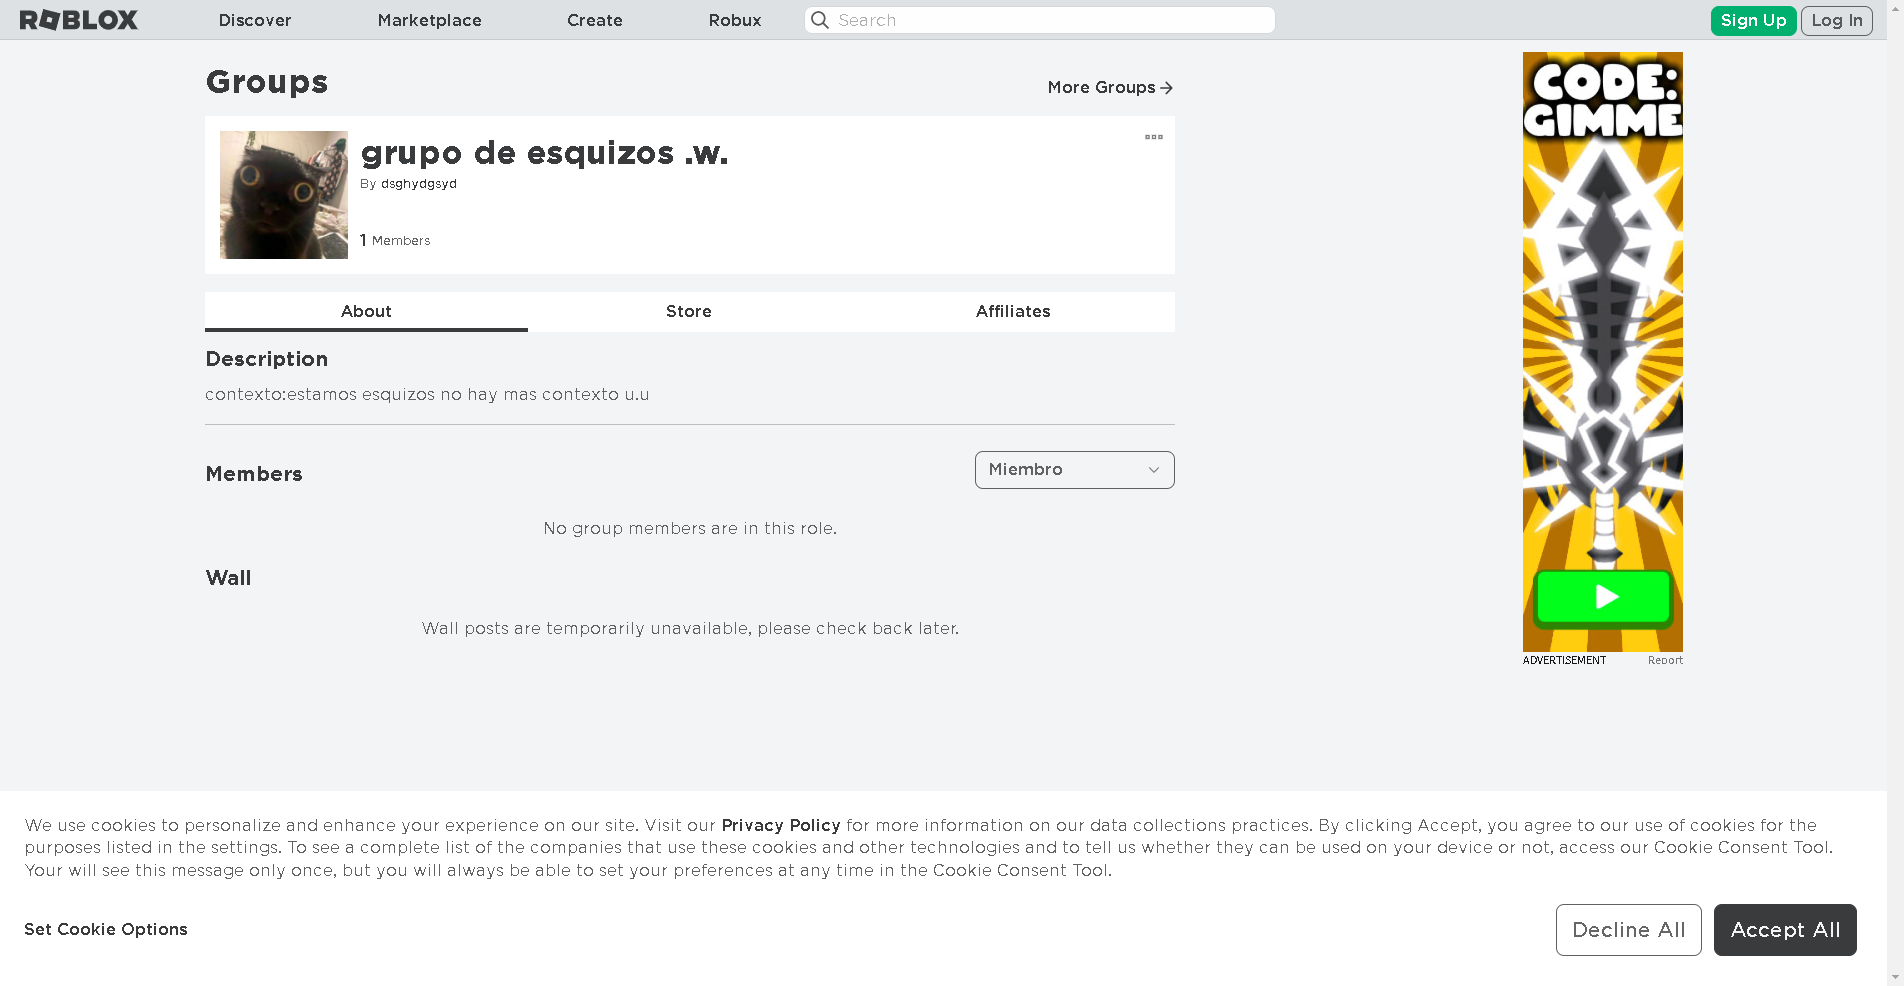 ROBLOX
Discover
Marketplace
Create
Robux
Search
Sign Up
Log In
Groups
More Groups
grupo de esquizos .w.
By dsghydgsyd
1 Members
About
Store
Affiliates
Description
contexto:estamos esquizos no hay mas contexto u.u
Members
Miembro
No group members are in this role.
Wall
Wall posts are temporarily unavailable, please check back later.
CODE:
GIMME
ADVERTISEMENT
Report
We use cookies to personalize and enhance your experience on our site. Visit our Privacy Policy for more information on our data collections practices. By clicking Accept, you agree to our use of cookies for the
purposes listed in the settings. To see a complete list of the companies that use these cookies and other technologies and to tell us whether they can be used on your device or not, access our Cookie Consent Tool.
Your will see this message only once, but you will always be able to set your preferences at any time in the Cookie Consent Tool.
Set Cookie Options
Decline All
Accept All